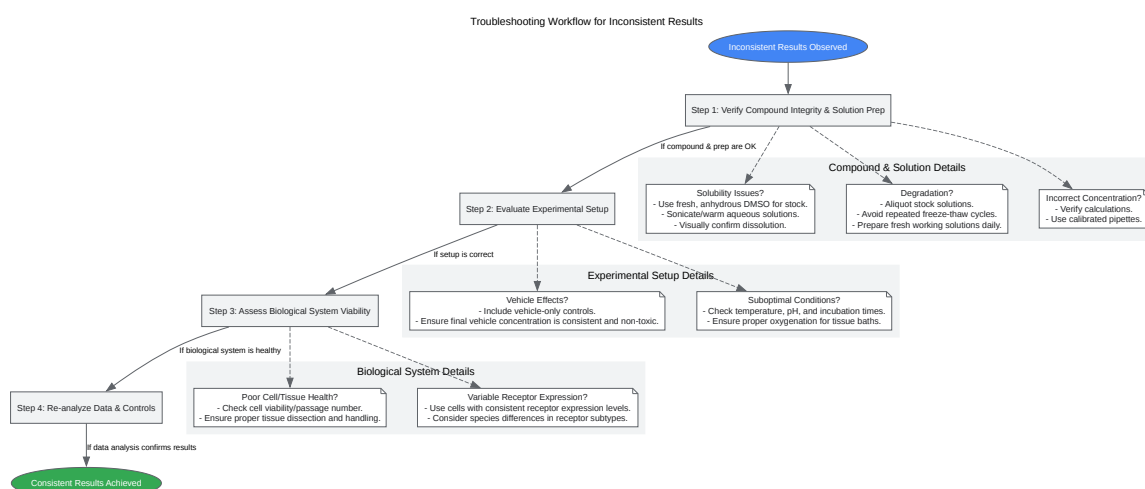 Troubleshooting Workflow for Inconsistent Results
Inconsistent Results Observed
Step 1: Verify Compound Integrity & Solution Prep
If compound & prep are OK
Compound & Solution Details
Solubility Issues?
- Use fresh, anhydrous DMSO for stock.
- Sonicate/warm aqueous solutions.
- Visually confirm dissolution.
Degradation?
- Aliquot stock solutions.
- Avoid repeated freeze-thaw cycles.
- Prepare fresh working solutions daily.
Incorrect Concentration?
- Verify calculations.
- Use calibrated pipettes.
Step 2: Evaluate Experimental Setup
If setup is correct
Experimental Setup Details
Vehicle Effects?
- Include vehicle-only controls.
- Ensure final vehicle concentration is consistent and non-toxic.
Suboptimal Conditions?
- Check temperature, pH, and incubation times.
- Ensure proper oxygenation for tissue baths.
Step 3: Assess Biological System Viability
If biological system is healthy
Biological System Details
Poor Cell/Tissue Health?
- Check cell viability/passage number.
- Ensure proper tissue dissection and handling.
Variable Receptor Expression?
- Use cells with consistent receptor expression levels.
- Consider species differences in receptor subtypes.
Step 4: Re-analyze Data & Controls
If data analysis confirms results
Consistent Results Achieved